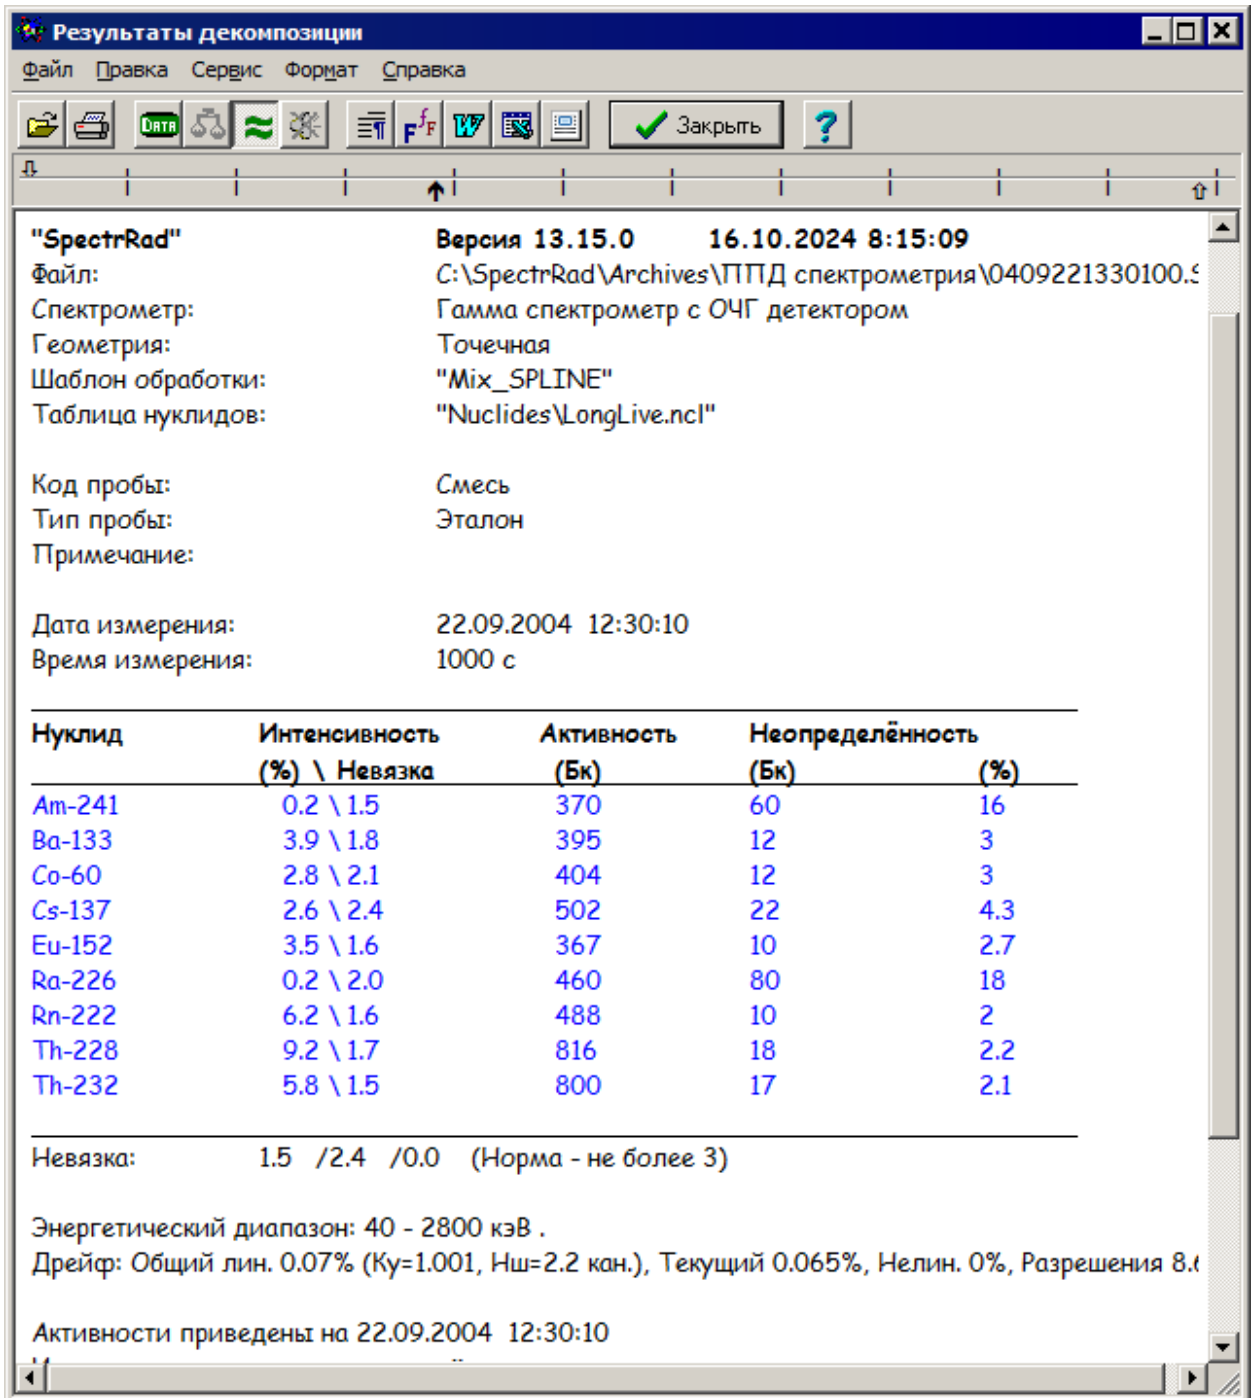 Результаты декомпозиции
Файл Правка Сервис Формат Справка
DATA F f F W Закрыть ?
"SpectrRad" Версия 13.15.0 16.10.2024 8:15:09
Файл: C:\SpectrRad\Archives\ППД спектрометрия\0409221330100.S
Спектрометр: Гамма спектрометр с ОЧГ детектором
Геометрия: Точечная
Шаблон обработки: "Mix_SPLINE"
Таблица нуклидов: "Nuclides\LongLive.ncl"
Код пробы: Смесь
Тип пробы: Эталон
Примечание:
Дата измерения: 22.09.2004 12:30:10
Время измерения: 1000 с
Нуклид Интенсивность Активность Неопределённость
(%) \ Невязка (Бк) (Бк) (%)
Am-241 0.2 \ 1.5 370 60 16
Ba-133 3.9 \ 1.8 395 12 3
Co-60 2.8 \ 2.1 404 12 3
Cs-137 2.6 \ 2.4 502 22 4.3
Eu-152 3.5 \ 1.6 367 10 2.7
Ra-226 0.2 \ 2.0 460 80 18
Rn-222 6.2 \ 1.6 488 10 2
Th-228 9.2 \ 1.7 816 18 2.2
Th-232 5.8 \ 1.5 800 17 2.1
Невязка: 1.5 /2.4 /0.0 (Норма - не более 3)
Энергетический диапазон: 40 - 2800 кэВ .
Дрейф: Общий лин. 0.07% (Ку=1.001, Нш=2.2 кан.), Текущий 0.065%, Нелин. 0%, Разрешения 8.6
Активности приведены на 22.09.2004 12:30:10